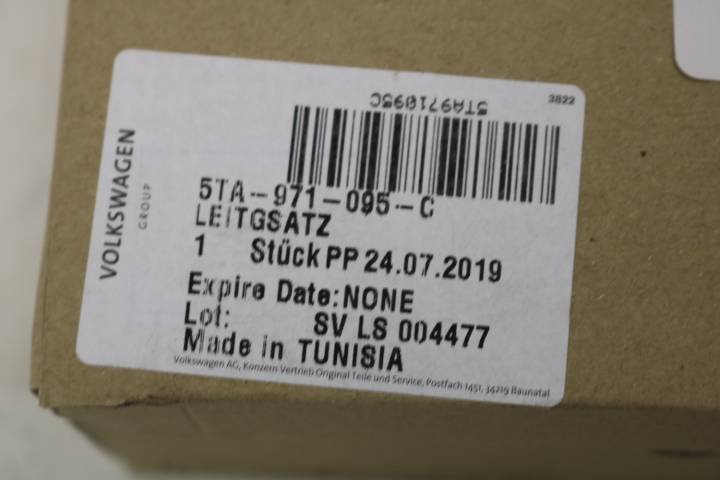 3822
5TA971095C
VOLKSWAGEN
GROUP
5TA-971-095-C
LEITGSATZ
1 Stück PP 24.07.2019
Expire Date: NONE
Lot: SV LS 004477
Made in TUNISIA
Volkswagen AG, Konzern Vertrieb Original Teile und Service, Postfach 1451, 34219 Baunatal